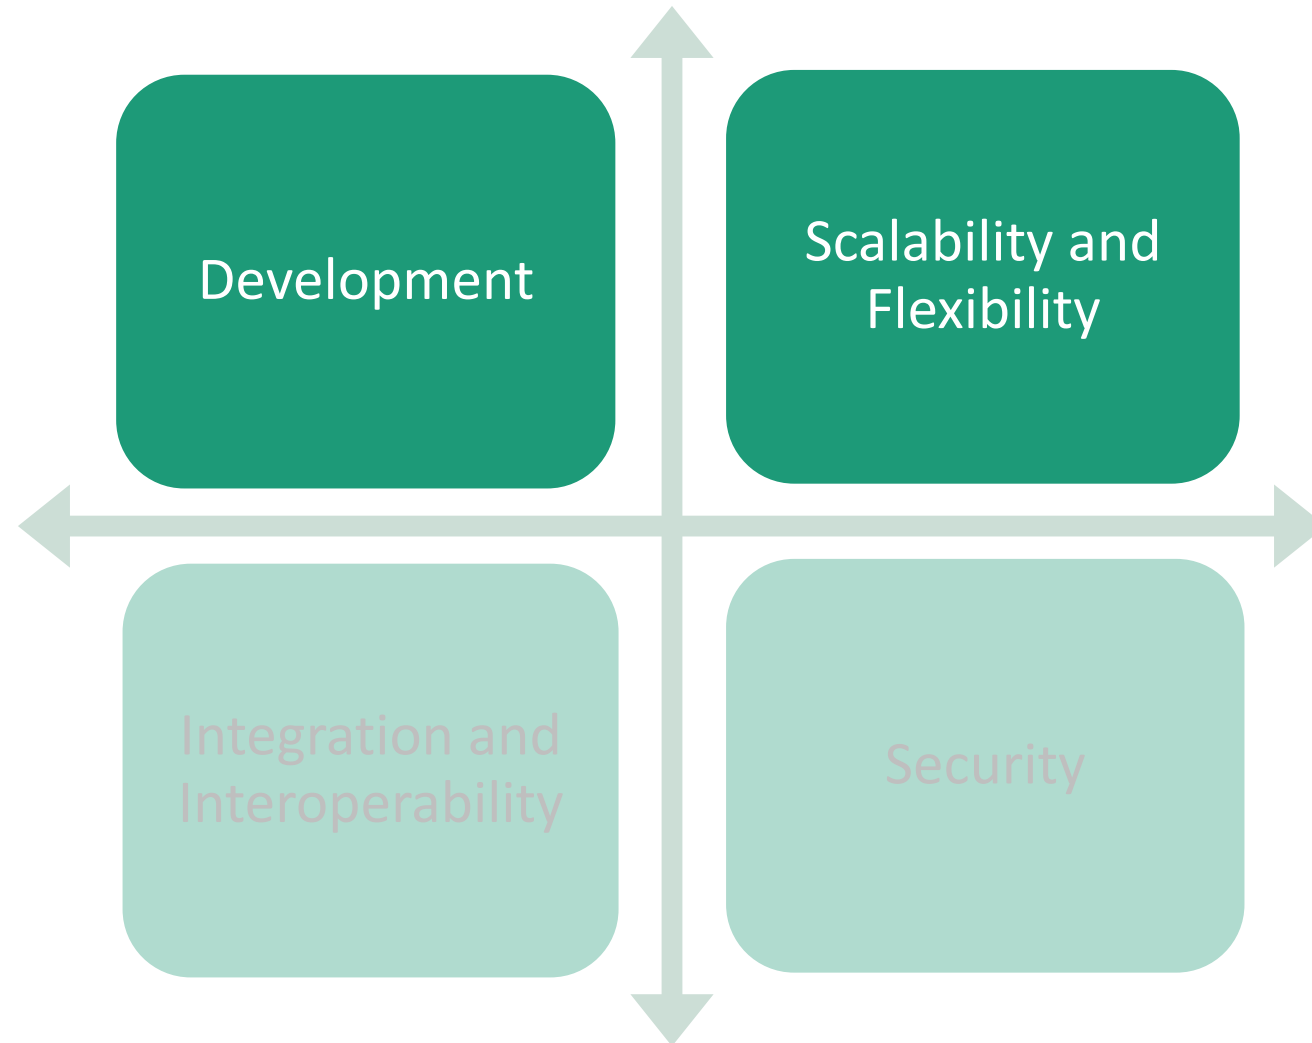 Development
Scalability and
Flexibility
Integration and
Interoperability
Security